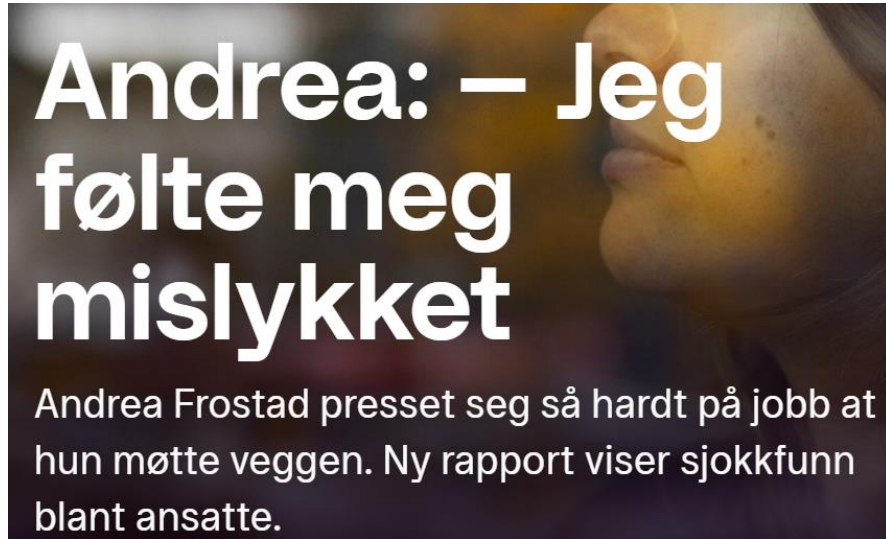 Andrea: – Jeg
følte meg
mislykket
Andrea Frostad presset seg så hardt på jobb at
hun møtte veggen. Ny rapport viser sjokkfunn
blant ansatte.